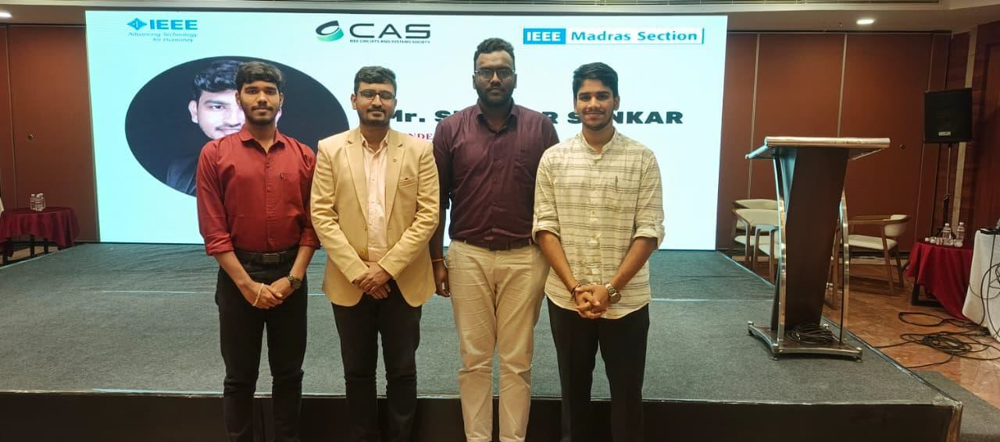 IEEE
Advancing Technology
for Humanity
CAS
IEEE CIRCUITS AND SYSTEMS SOCIETY
IEEE Madras Section
Mr. S